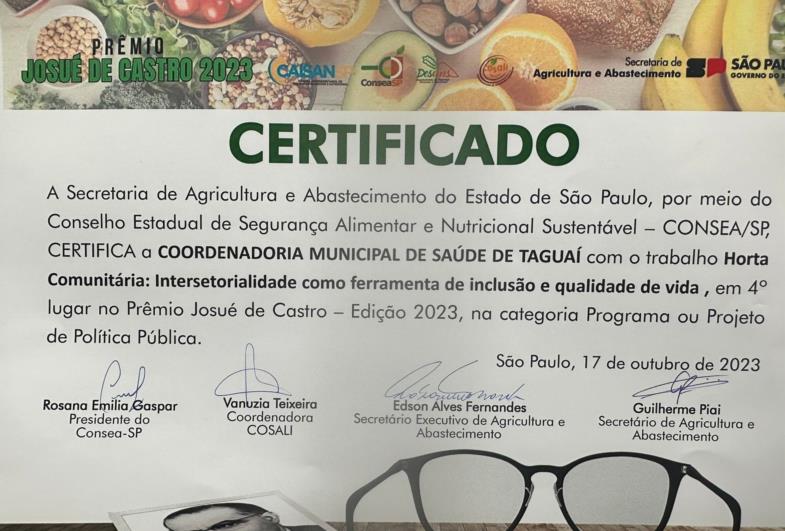 PRÊMIO
JOSUÉ DE CASTRO 2023
CAISAN
ConseaSP
cosali
Secretaria de
Agricultura e Abastecimento
SP
SÃO PAU
GOVERNO DO E
CERTIFICADO
A Secretaria de Agricultura e Abastecimento do Estado de São Paulo, por meio do
Conselho Estadual de Segurança Alimentar e Nutricional Sustentável – CONSEA/SP,
CERTIFICA a COORDENADORIA MUNICIPAL DE SAÚDE DE TAGUAÍ com o trabalho Horta
Comunitária: Intersetorialidade como ferramenta de inclusão e qualidade de vida , em 4º
lugar no Prêmio Josué de Castro – Edição 2023, na categoria Programa ou Projeto
de Política Pública.
São Paulo, 17 de outubro de 2023
Rosana Emilia Gaspar
Presidente do
Consea-SP
Vanuzia Teixeira
Coordenadora
COSALI
Edson Alves Fernandes
Secretário Executivo de Agricultura e
Abastecimento
Guilherme Piai
Secretário de Agricultura e
Abastecimento